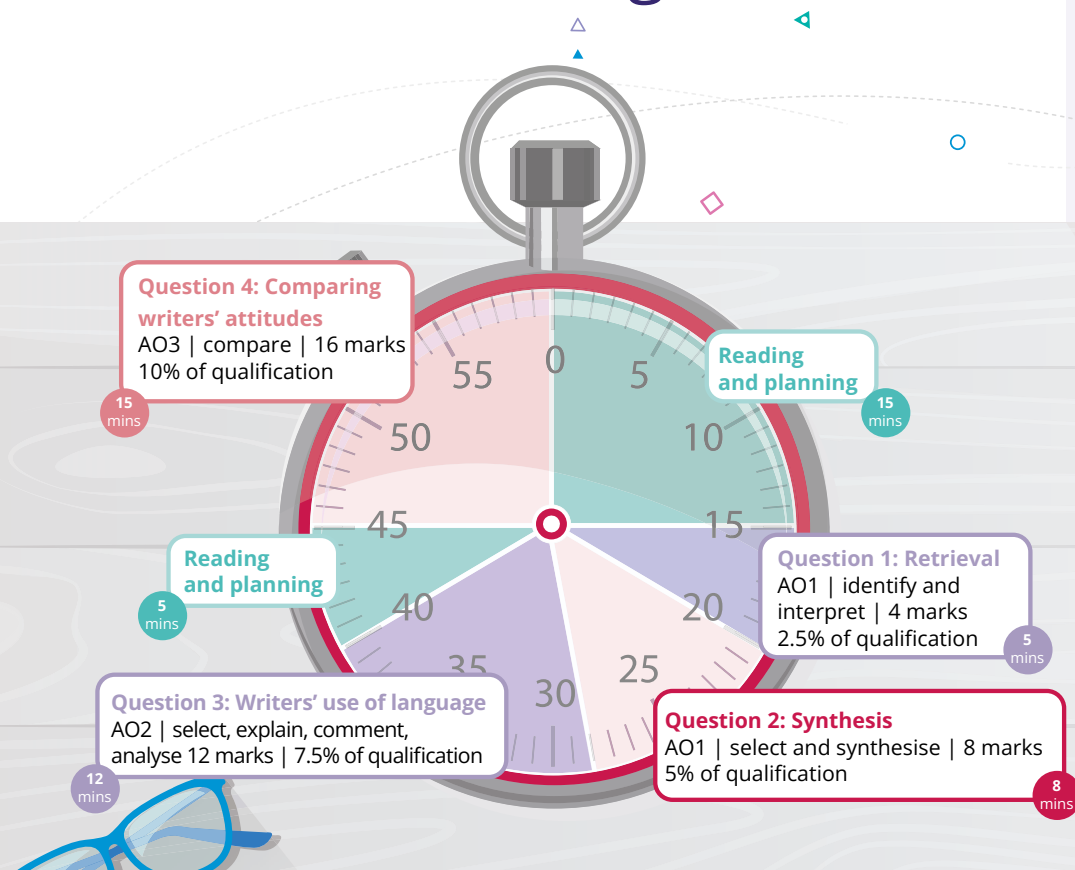 Question 4: Comparing
writers’ attitudes
AO3 | compare | 16 marks
10% of qualification
15
mins
0
5
10
15
20
25
30
35
40
45
50
55
Reading
and planning
15
mins
Question 1: Retrieval
AO1 | identify and
interpret | 4 marks
2.5% of qualification
5
mins
Question 2: Synthesis
AO1 | select and synthesise | 8 marks
5% of qualification
8
mins
Question 3: Writers’ use of language
AO2 | select, explain, comment,
analyse 12 marks | 7.5% of qualification
12
mins
Reading
and planning
5
mins